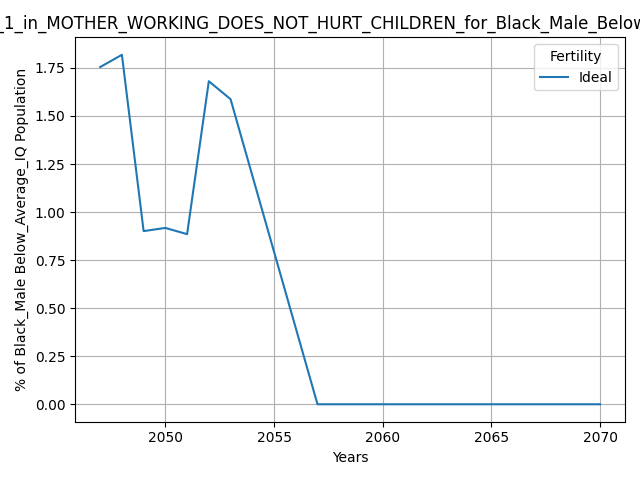 _1_in_MOTHER_WORKING_DOES_NOT_HURT_CHILDREN_for_Black_Male_Below
Fertility
Ideal
% of Black_Male Below_Average_IQ Population
1.75
1.50
1.25
1.00
0.75
0.50
0.25
0.00
2050 2055 2060 2065 2070
Years